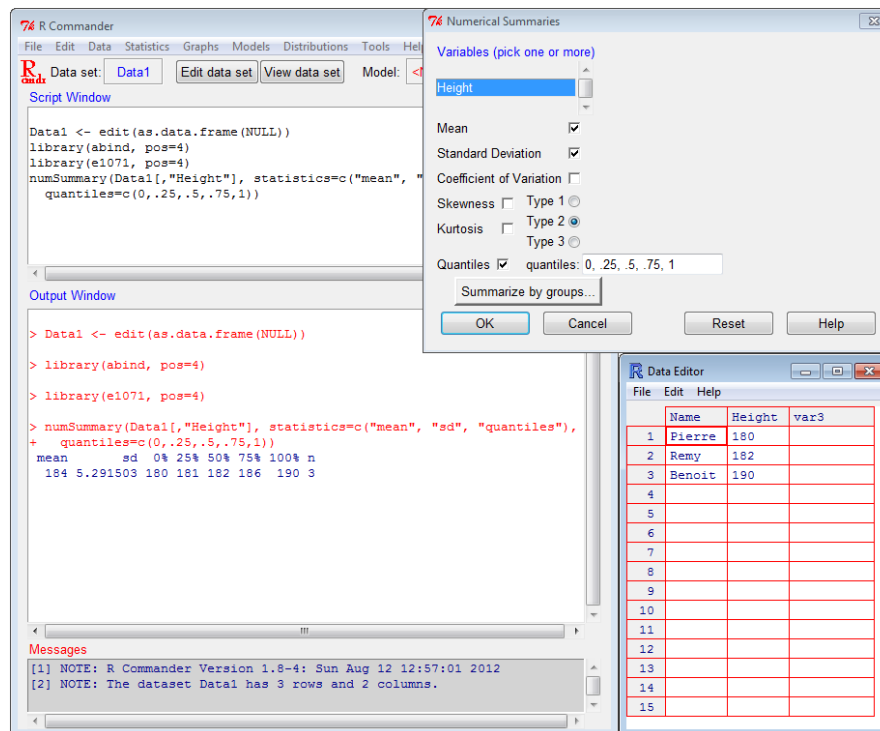 R Commander
File Edit Data Statistics Graphs Models Distributions Tools Help
R cmdr Data set: Data1 Edit data set View data set Model:
Script Window
Data1 <- edit(as.data.frame(NULL))
library(abind, pos=4)
library(e1071, pos=4)
numSummary(Data1[,"Height"], statistics=c("mean", "
  quantiles=c(0,.25,.5,.75,1))
Output Window
> Data1 <- edit(as.data.frame(NULL))
> library(abind, pos=4)
> library(e1071, pos=4)
> numSummary(Data1[,"Height"], statistics=c("mean", "sd", "quantiles"),
+   quantiles=c(0,.25,.5,.75,1))
 mean       sd  0% 25% 50% 75% 100% n
  184 5.291503 180 181 182 186  190 3
Messages
[1] NOTE: R Commander Version 1.8-4: Sun Aug 12 12:57:01 2012
[2] NOTE: The dataset Data1 has 3 rows and 2 columns.
Numerical Summaries
Variables (pick one or more)
Height
Mean
Standard Deviation
Coefficient of Variation
Skewness Type 1
Kurtosis Type 2
Type 3
Quantiles quantiles: 0, .25, .5, .75, 1
Summarize by groups...
OK Cancel Reset Help
R Data Editor
File Edit Help
Name Height var3
1 Pierre 180
2 Remy 182
3 Benoit 190
4
5
6
7
8
9
10
11
12
13
14
15